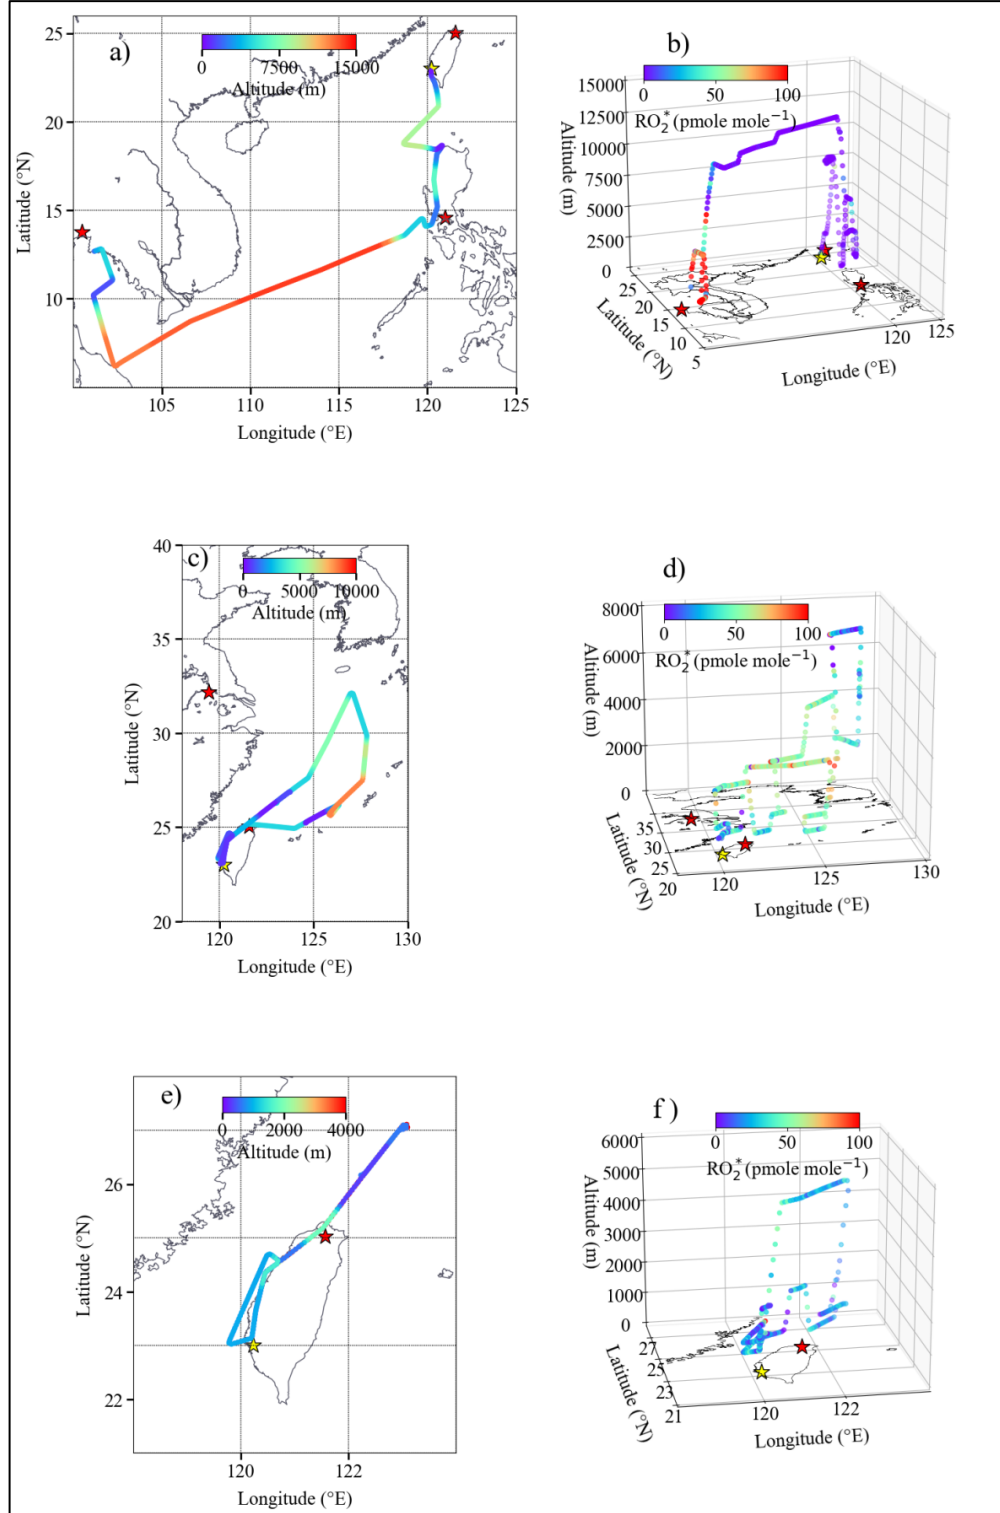 a)
25
20
15
10
Latitude (°N)
0 7500 15000
Altitude (m)
105 110 115 120 125
Longitude (°E)
b)
0 50 100
RO₂*(pmole mole⁻¹)
15000
12500
10000
7500
5000
2500
0
Altitude (m)
25
20
15
10
5
Latitude (°N)
120 125
Longitude (°E)
c)
40
35
30
25
20
Latitude (°N)
0 5000 10000
Altitude (m)
120 125 130
Longitude (°E)
d)
0 50 100
RO₂*(pmole mole⁻¹)
8000
6000
4000
2000
0
Altitude (m)
35
30
25
20
Latitude (°N)
120 125 130
Longitude (°E)
e)
26
24
22
Latitude (°N)
0 2000 4000
Altitude (m)
120 122
Longitude (°E)
f)
0 50 100
RO₂*(pmole mole⁻¹)
6000
5000
4000
3000
2000
1000
0
Altitude (m)
27
25
23
21
Latitude (°N)
120 122
Longitude (°E)